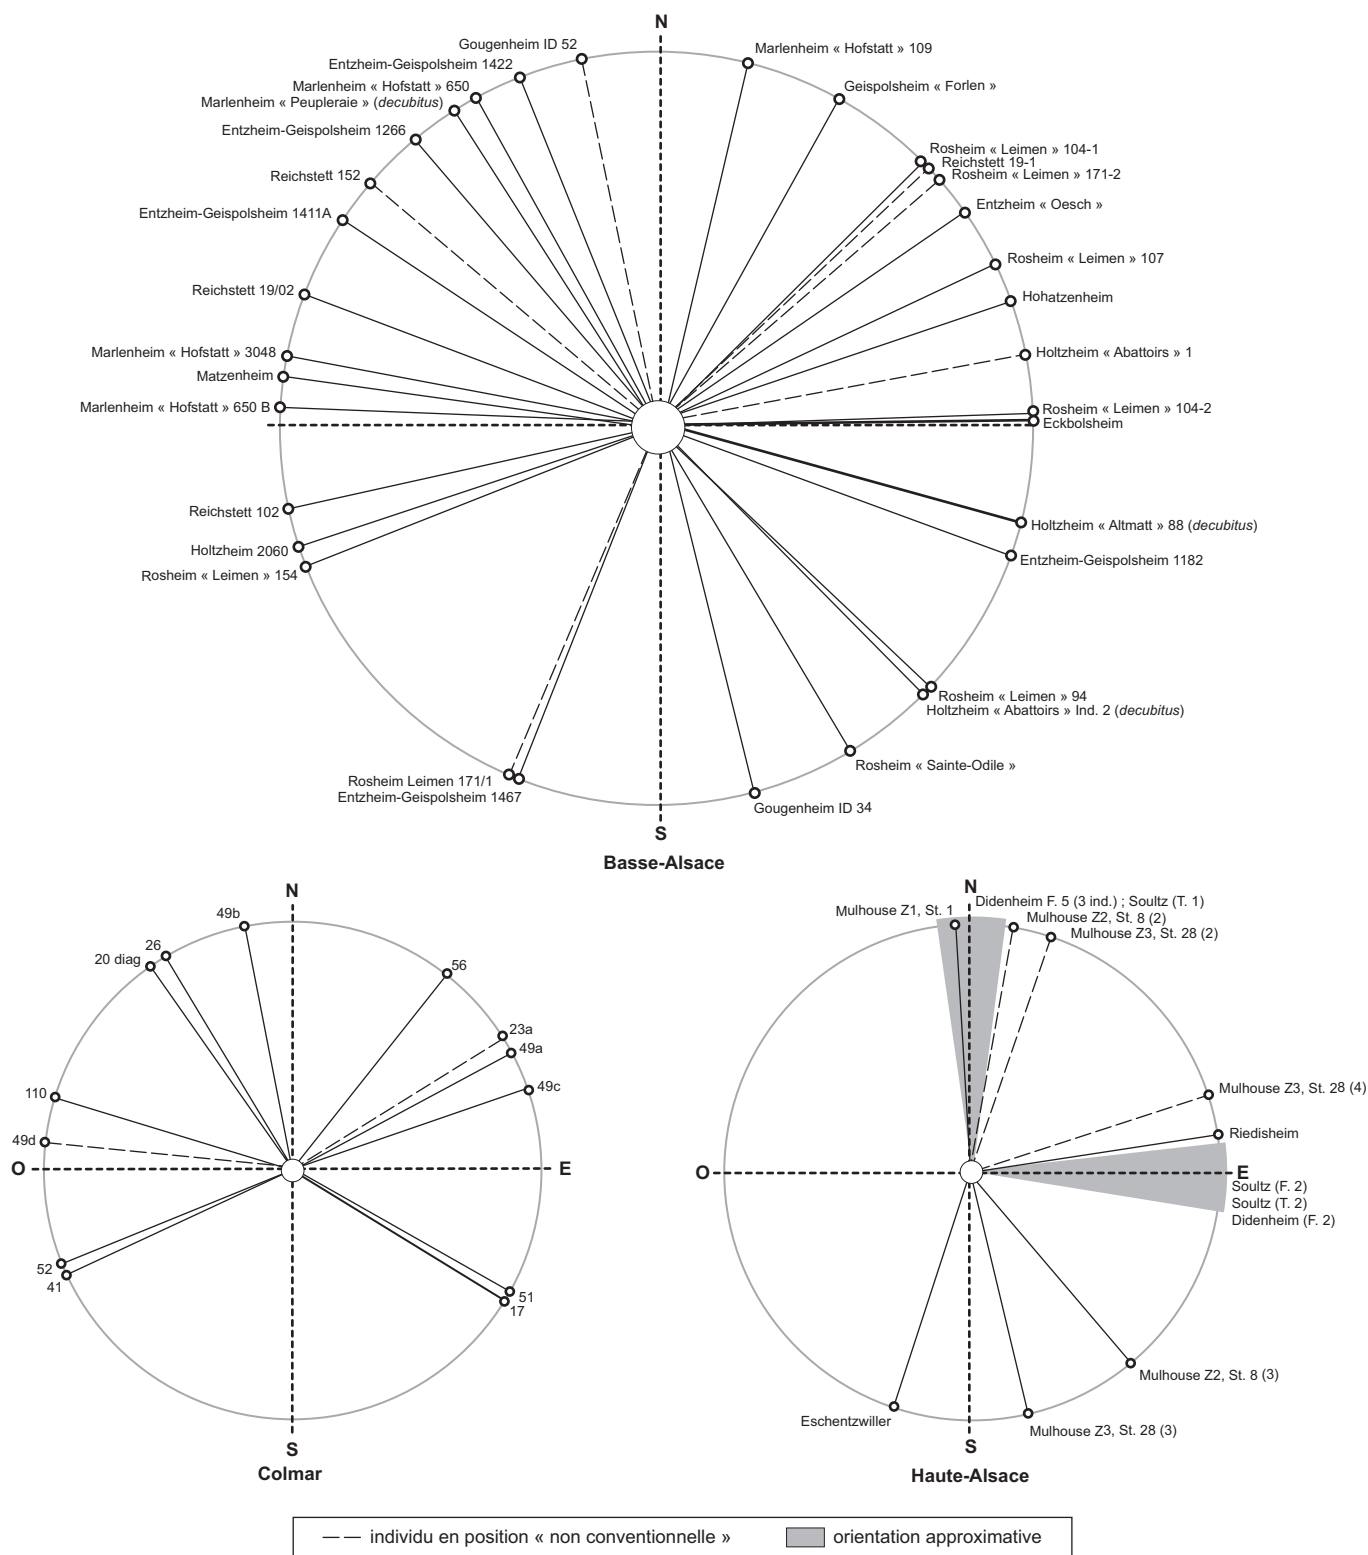 N
Gougenheim ID 52
Entzheim-Geispolsheim 1422
Marlenheim « Hofstatt » 650
Marlenheim « Peupleraie » (decubitus)
Entzheim-Geispolsheim 1266
Reichstett 152
Entzheim-Geispolsheim 1411A
Reichstett 19/02
Marlenheim « Hofstatt » 3048
Matzenheim
Marlenheim « Hofstatt » 650 B
Reichstett 102
Holtzheim 2060
Rosheim « Leimen » 154
Rosheim Leimen 171/1
Entzheim-Geispolsheim 1467
Marlenheim « Hofstatt » 109
Geispolsheim « Forlen »
Rosheim « Leimen » 104-1
Reichstett 19-1
Rosheim « Leimen » 171-2
Entzheim « Oesch »
Rosheim « Leimen » 107
Hohatzenheim
Holtzheim « Abattoirs » 1
Rosheim « Leimen » 104-2
Eckbolsheim
Holtzheim « Altmatt » 88 (decubitus)
Entzheim-Geispolsheim 1182
Rosheim « Leimen » 94
Holtzheim « Abattoirs » Ind. 2 (decubitus)
Rosheim « Sainte-Odile »
Gougenheim ID 34
S
Basse-Alsace
N
49b
26
20 diag
110
49d
O
52
41
56
23a
49a
49c
E
51
17
S
Colmar
N
Mulhouse Z1, St. 1
Didenheim F. 5 (3 ind.) ; Soultz (T. 1)
Mulhouse Z2, St. 8 (2)
Mulhouse Z3, St. 28 (2)
Mulhouse Z3, St. 28 (4)
Riedisheim
O
E
Soultz (F. 2)
Soultz (T. 2)
Didenheim (F. 2)
Mulhouse Z2, St. 8 (3)
Eschentzwiller
Mulhouse Z3, St. 28 (3)
S
Haute-Alsace
individu en position « non conventionnelle »
orientation approximative